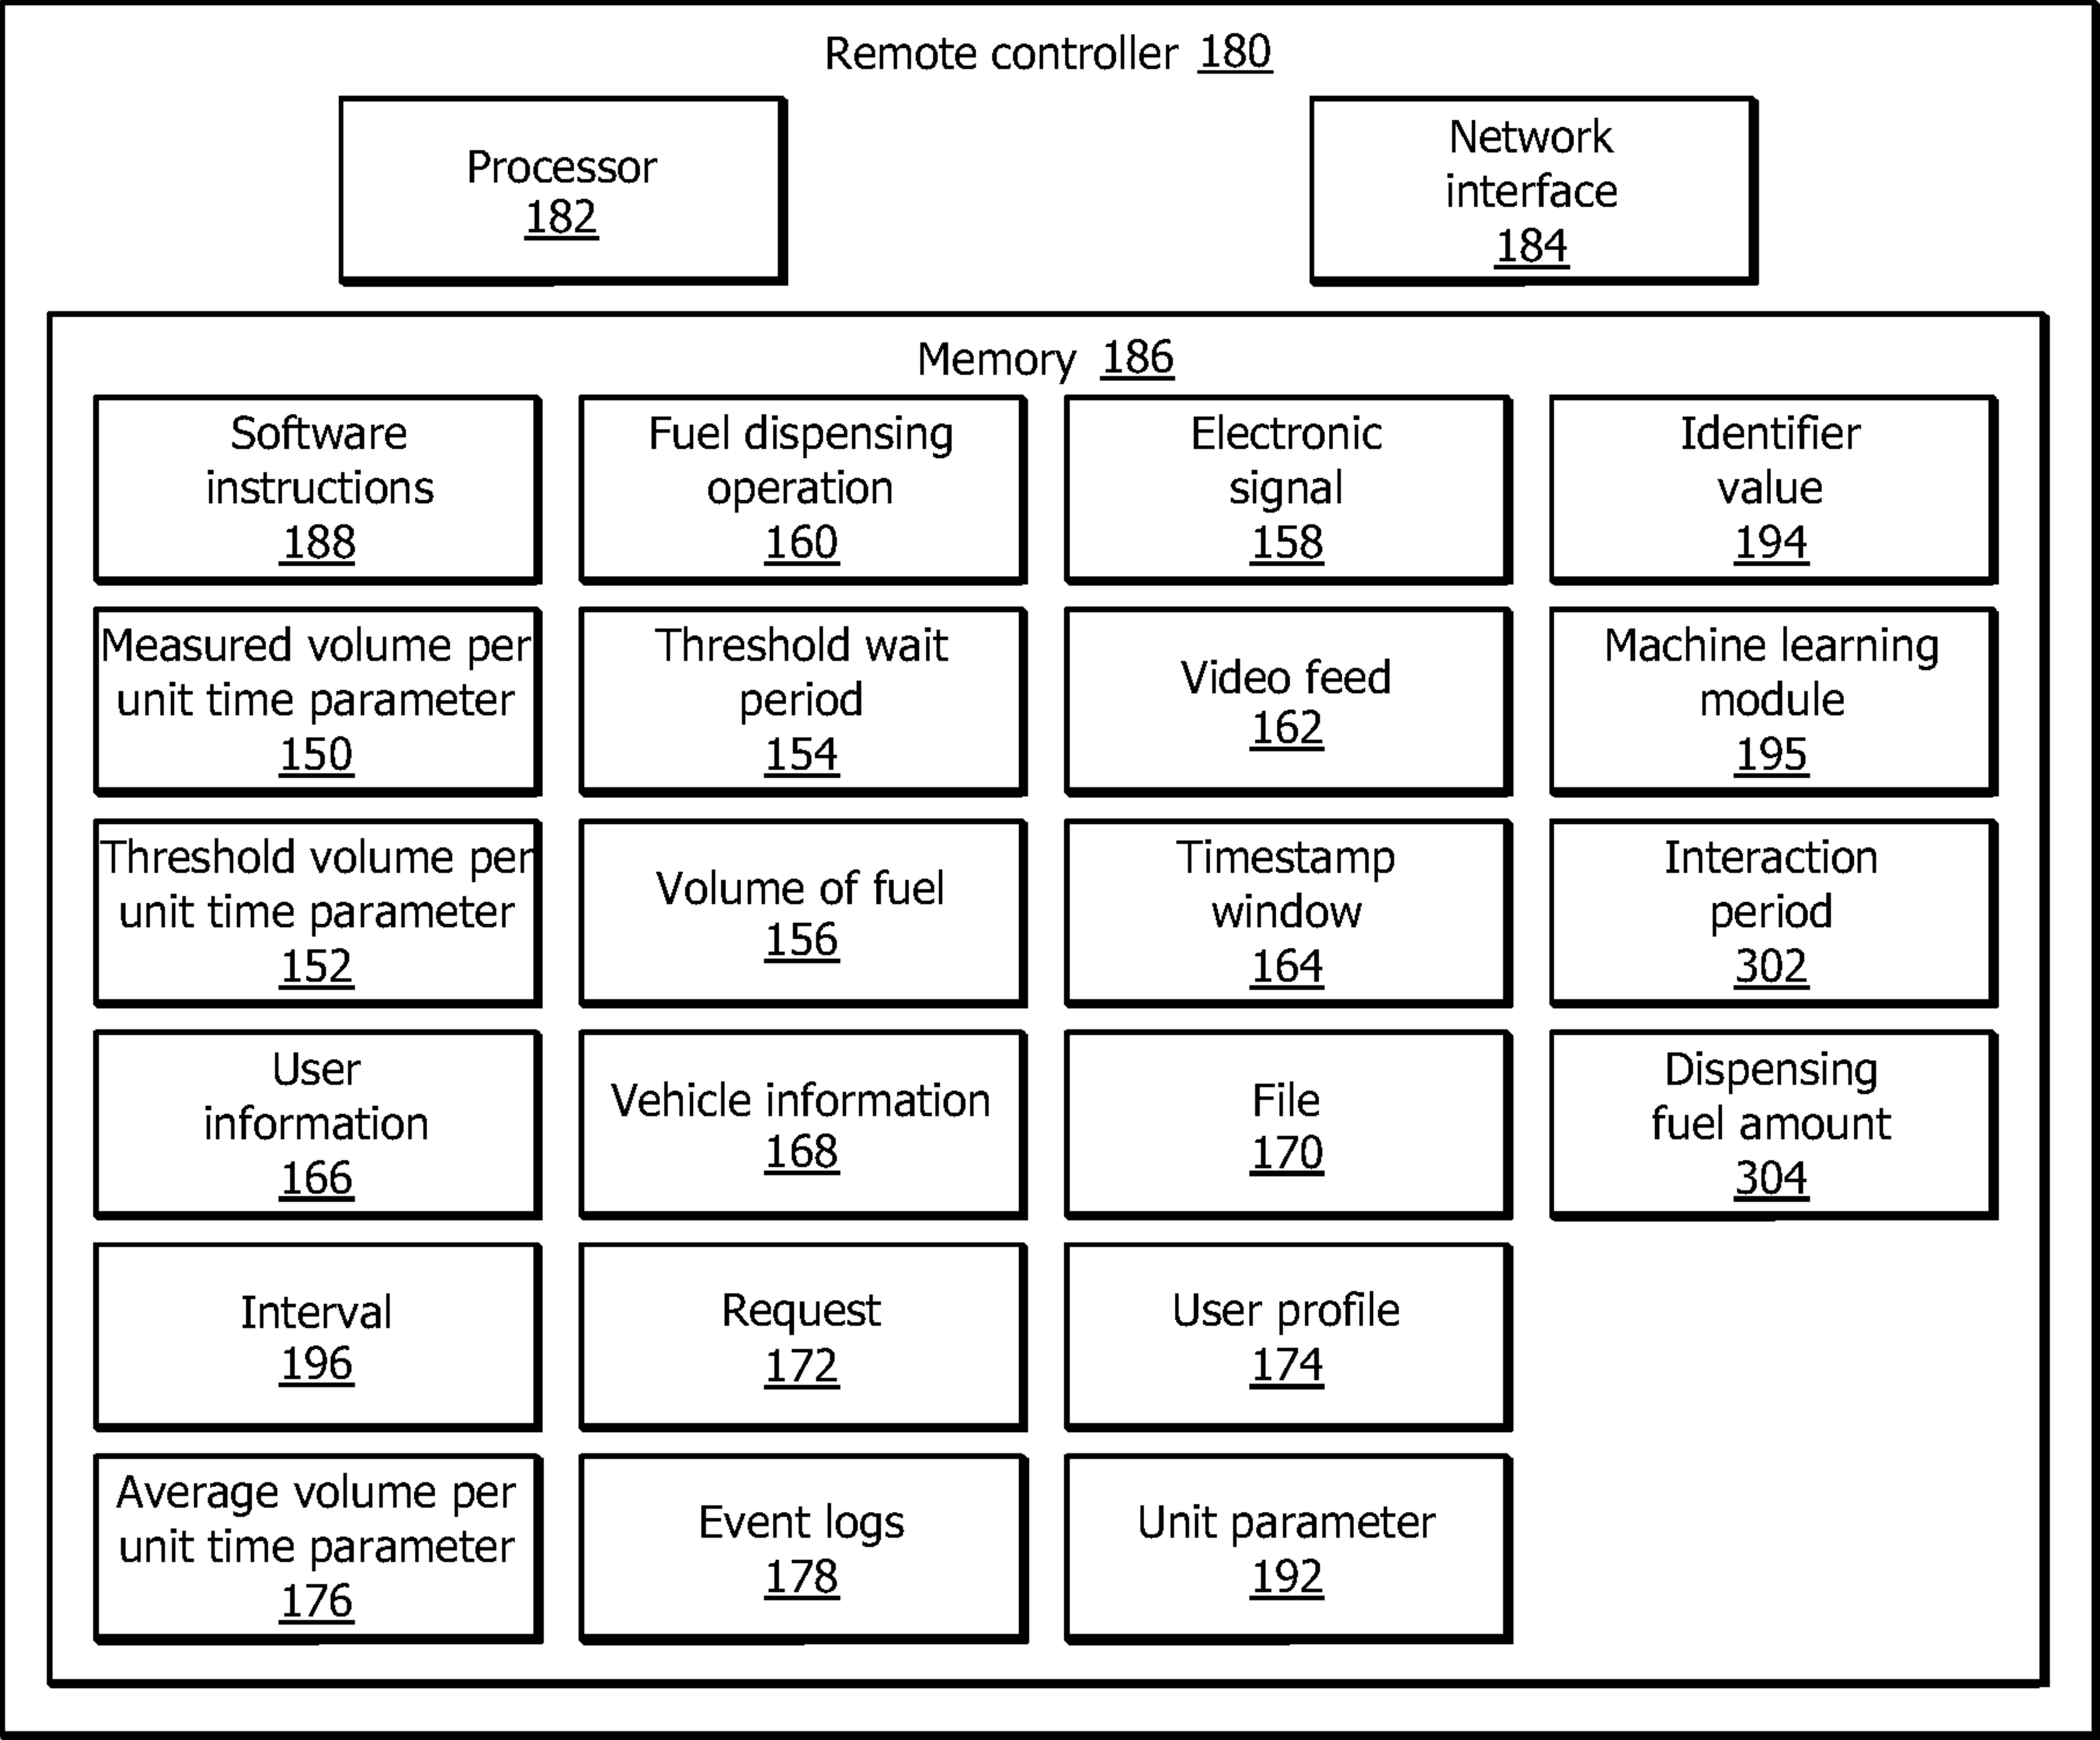 Remote controller 180
Processor
182
Network
interface
184
Memory 186
Software
instructions
188
Fuel dispensing
operation
160
Electronic
signal
158
Identifier
value
194
Measured volume per
unit time parameter
150
Threshold wait
period
154
Video feed
162
Machine learning
module
195
Threshold volume per
unit time parameter
152
Volume of fuel
156
Timestamp
window
164
Interaction
period
302
User
information
166
Vehicle information
168
File
170
Dispensing
fuel amount
304
Interval
196
Request
172
User profile
174
Average volume per
unit time parameter
176
Event logs
178
Unit parameter
192